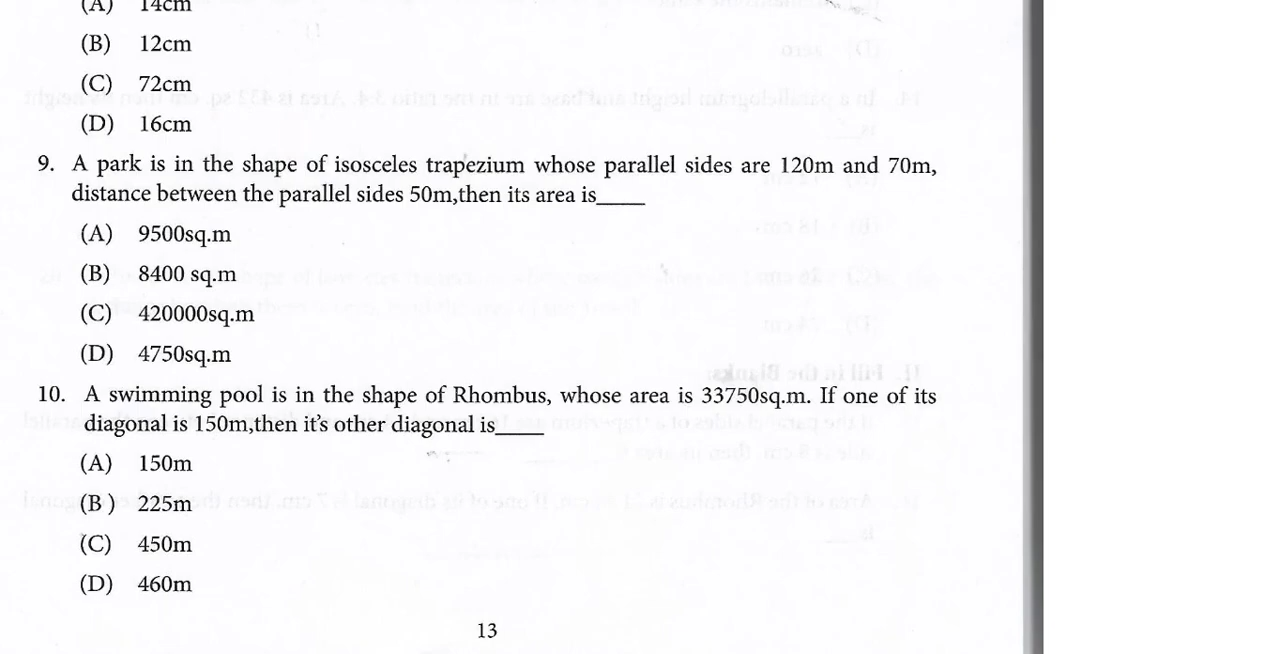 (A) 14cm
(B) 12cm
(C) 72cm
(D) 16cm
9. A park is in the shape of isosceles trapezium whose parallel sides are 120m and 70m,
distance between the parallel sides 50m,then its area is____
(A) 9500sq.m
(B) 8400 sq.m
(C) 420000sq.m
(D) 4750sq.m
10. A swimming pool is in the shape of Rhombus, whose area is 33750sq.m. If one of its
diagonal is 150m,then it's other diagonal is____
(A) 150m
(B ) 225m
(C) 450m
(D) 460m
13